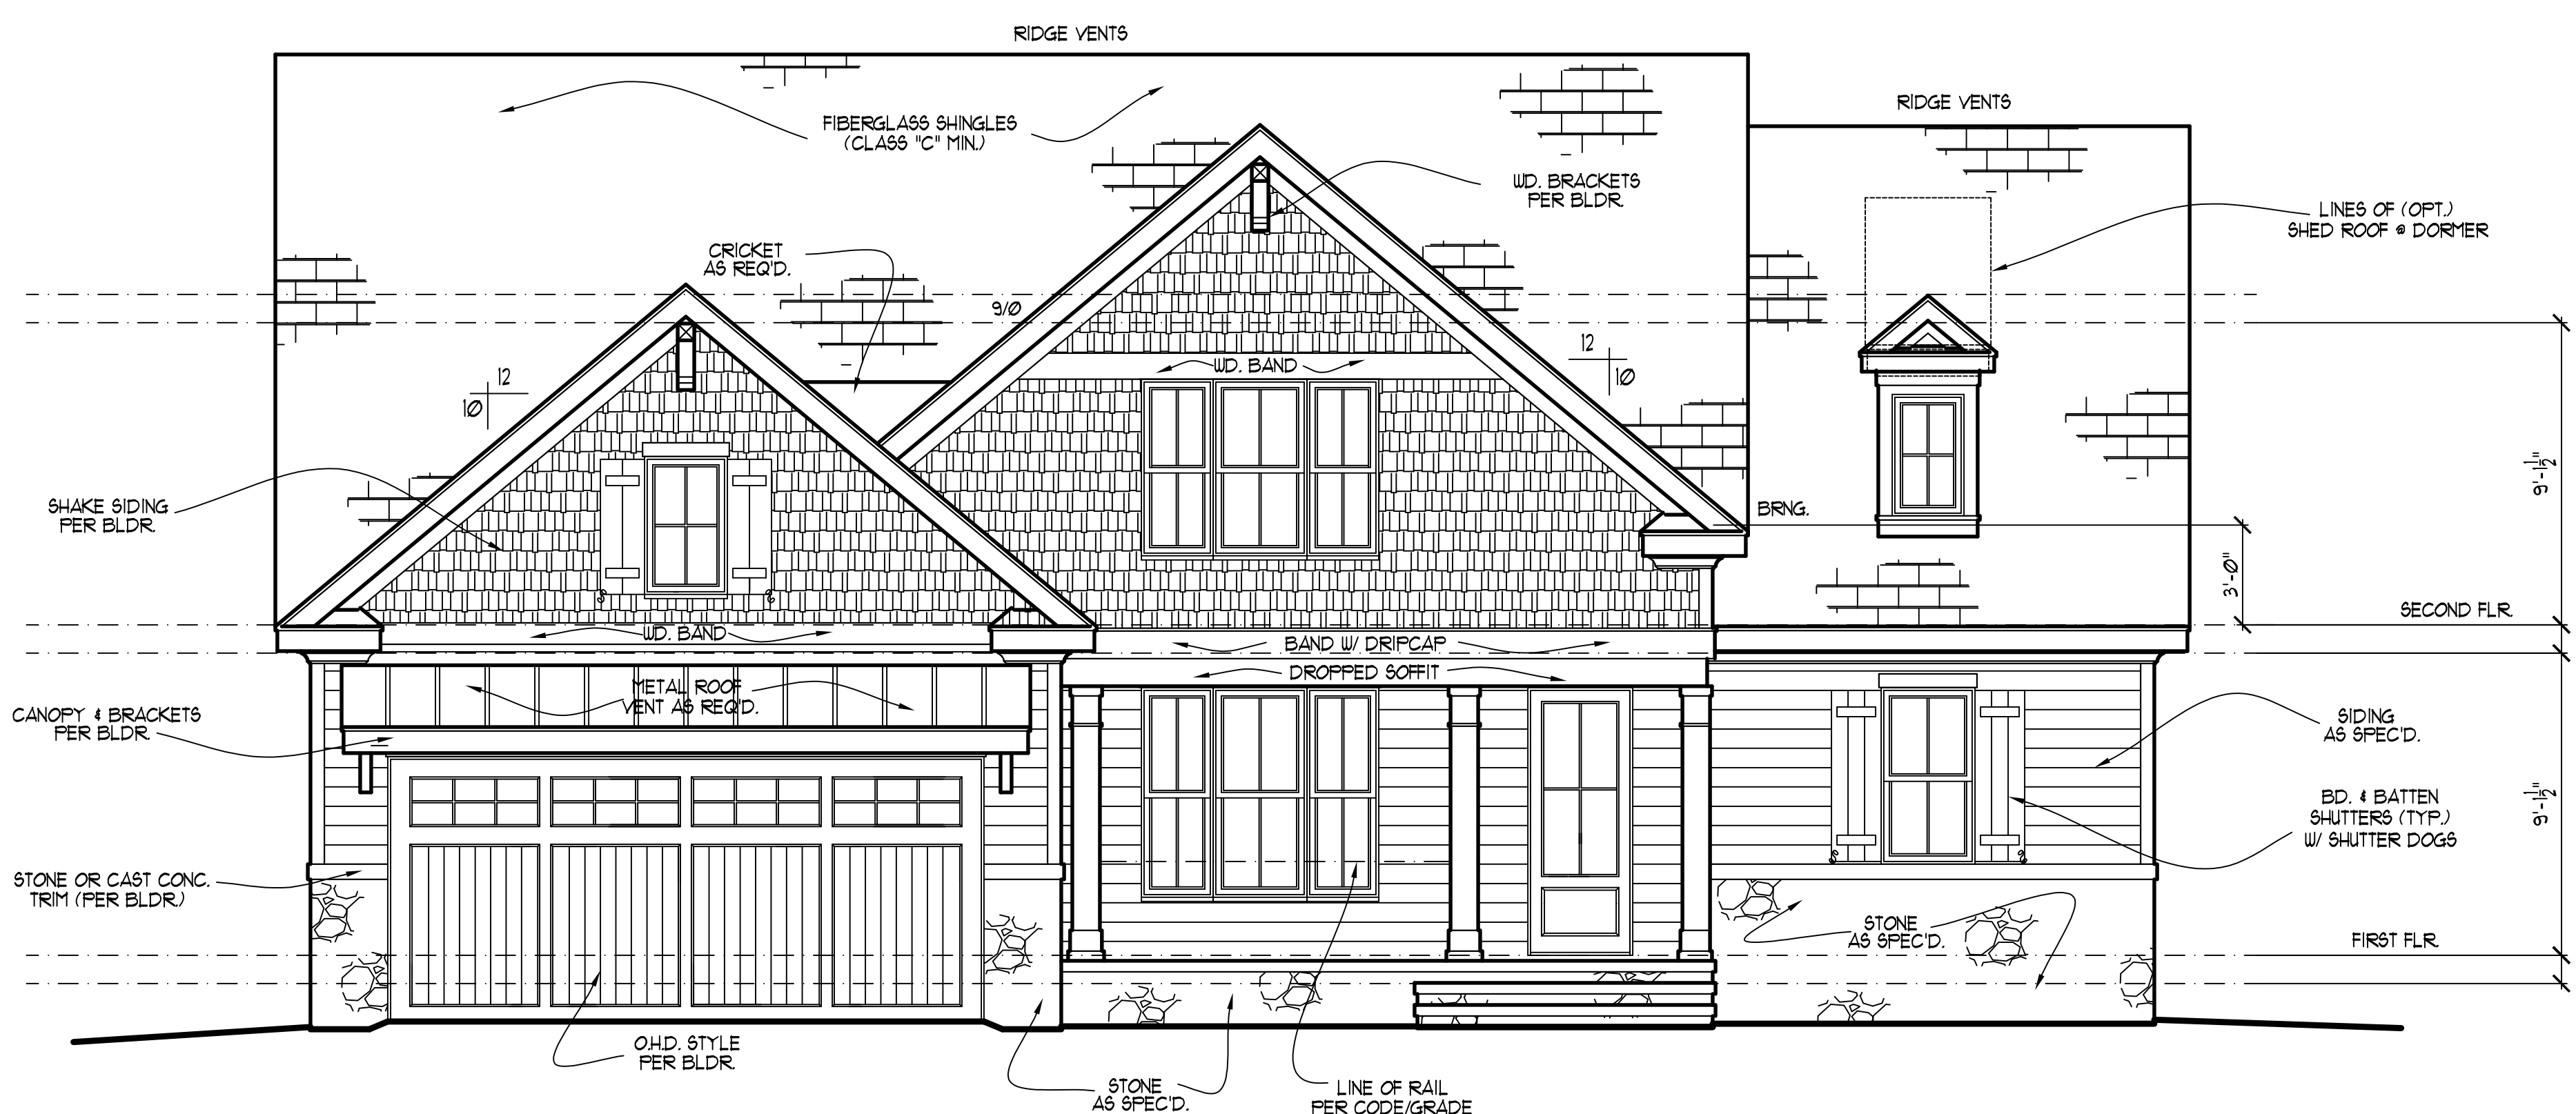 RIDGE VENTS
RIDGE VENTS
FIBERGLASS SHINGLES
(CLASS "C" MIN.)
WD. BRACKETS
PER BLDR.
LINES OF (OPT.)
SHED ROOF @ DORMER
CRICKET
AS REQ'D.
9/0
12
10
WD. BAND
12
10
SHAKE SIDING
PER BLDR.
BRNG.
9'-1 1/2"
3'-0"
SECOND FLR.
WD. BAND
BAND W/ DRIPCAP
DROPPED SOFFIT
METAL ROOF
VENT AS REQ'D.
CANOPY & BRACKETS
PER BLDR.
SIDING
AS SPEC'D.
9'-1 1/2"
BD. & BATTEN
SHUTTERS (TYP.)
W/ SHUTTER DOGS
STONE OR CAST CONC.
TRIM (PER BLDR.)
STONE
AS SPEC'D.
FIRST FLR.
O.H.D. STYLE
PER BLDR.
STONE
AS SPEC'D.
LINE OF RAIL
PER CODE/GRADE